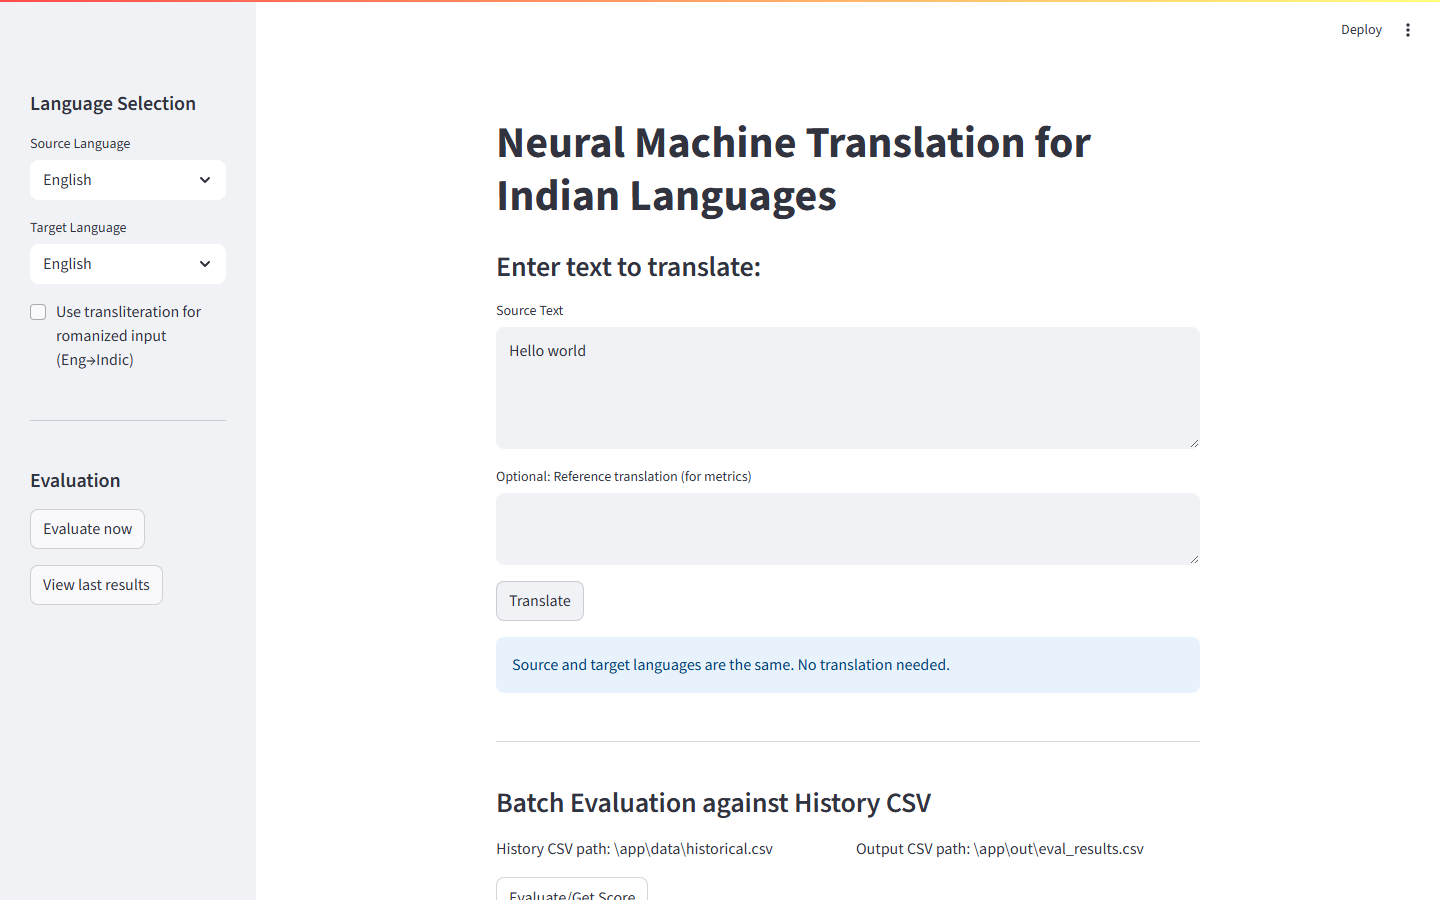 Deploy
Language Selection
Source Language
English
Target Language
English
Use transliteration for
romanized input
(Eng→Indic)
Evaluation
Evaluate now
View last results
Neural Machine Translation for
Indian Languages
Enter text to translate:
Source Text
Hello world
Optional: Reference translation (for metrics)
Translate
Source and target languages are the same. No translation needed.
Batch Evaluation against History CSV
History CSV path: \app\data\historical.csv
Output CSV path: \app\out\eval_results.csv
Evaluate/Get Score